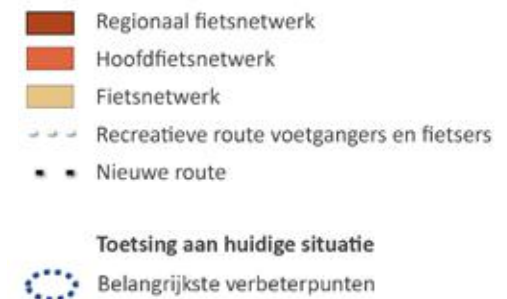 Regionaal fietsnetwerk
Hoofdfietsnetwerk
Fietsnetwerk
Recreatieve route voetgangers en fietsers
Nieuwe route
Toetsing aan huidige situatie
Belangrijkste verbeterpunten